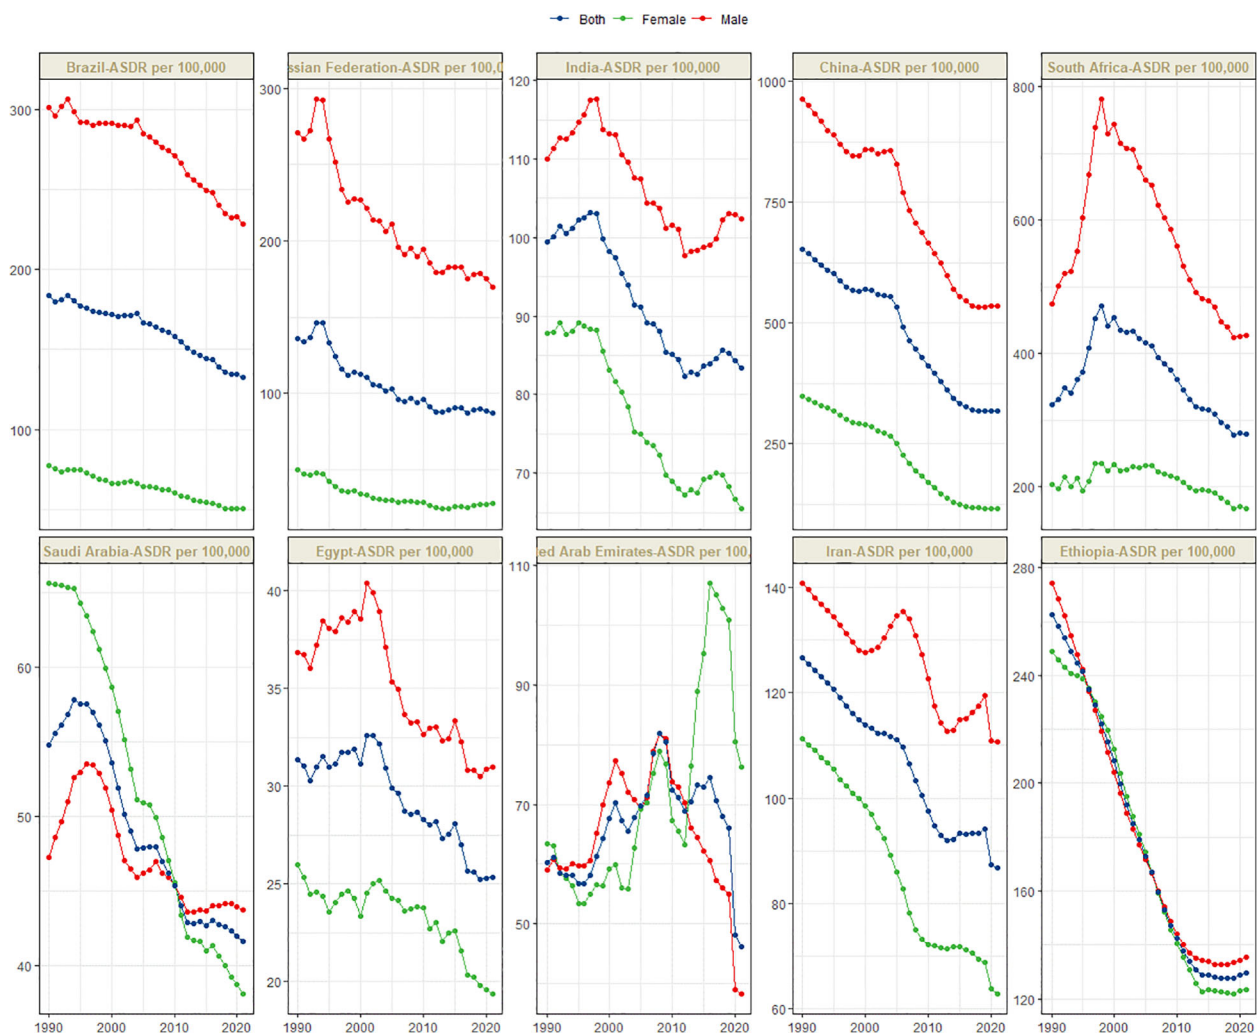 Both Female Male
Brazil-ASDR per 100,000
ssian Federation-ASDR per 100,0
India-ASDR per 100,000
China-ASDR per 100,000
South Africa-ASDR per 100,000
300
200
100
300
200
100
120
110
100
90
80
70
1000
750
500
250
800
600
400
200
Saudi Arabia-ASDR per 100,000
Egypt-ASDR per 100,000
ed Arab Emirates-ASDR per 100,
Iran-ASDR per 100,000
Ethiopia-ASDR per 100,000
60
50
40
40
35
30
25
20
110
90
70
50
140
120
100
80
60
280
240
200
160
120
1990 2000 2010 2020
1990 2000 2010 2020
1990 2000 2010 2020
1990 2000 2010 2020
1990 2000 2010 2020